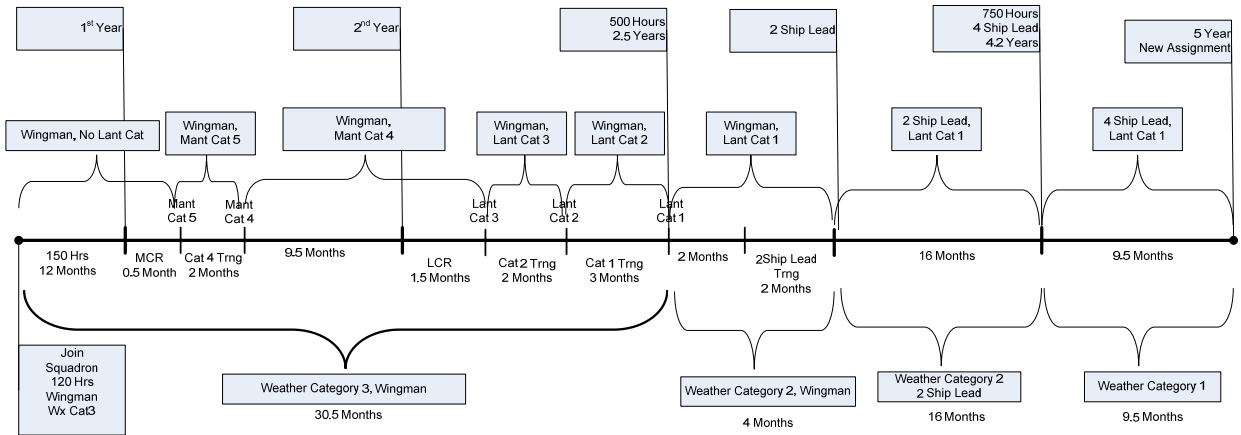 1st Year
2nd Year
500 Hours
2.5 Years
2 Ship Lead
750 Hours
4 Ship Lead
4.2 Years
5 Year
New Assignment
Wingman, No Lant Cat
Wingman,
Mant Cat 5
Wingman,
Mant Cat 4
Wingman,
Lant Cat 3
Wingman,
Lant Cat 2
Wingman,
Lant Cat 1
2 Ship Lead,
Lant Cat 1
4 Ship Lead,
Lant Cat 1
Mant
Cat 5
Mant
Cat 4
Lant
Cat 3
Lant
Cat 2
Lant
Cat 1
150 Hrs
12 Months
MCR
0.5 Month
Cat 4 Trng
2 Months
9.5 Months
LCR
1.5 Months
Cat 2 Trng
2 Months
Cat 1 Trng
3 Months
2 Months
2Ship Lead
Trng
2 Months
16 Months
9.5 Months
Join
Squadron
120 Hrs
Wingman
Wx Cat3
Weather Category 3, Wingman
30.5 Months
Weather Category 2, Wingman
4 Months
Weather Category 2
2 Ship Lead
16 Months
Weather Category 1
9.5 Months